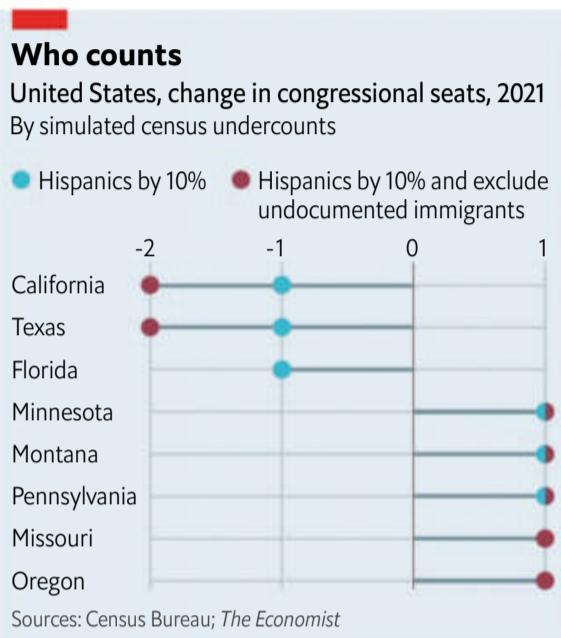 Who counts
United States, change in congressional seats, 2021
By simulated census undercounts
Hispanics by 10%
Hispanics by 10% and exclude
undocumented immigrants
-2 -1 0 1
California
Texas
Florida
Minnesota
Montana
Pennsylvania
Missouri
Oregon
Sources: Census Bureau; The Economist